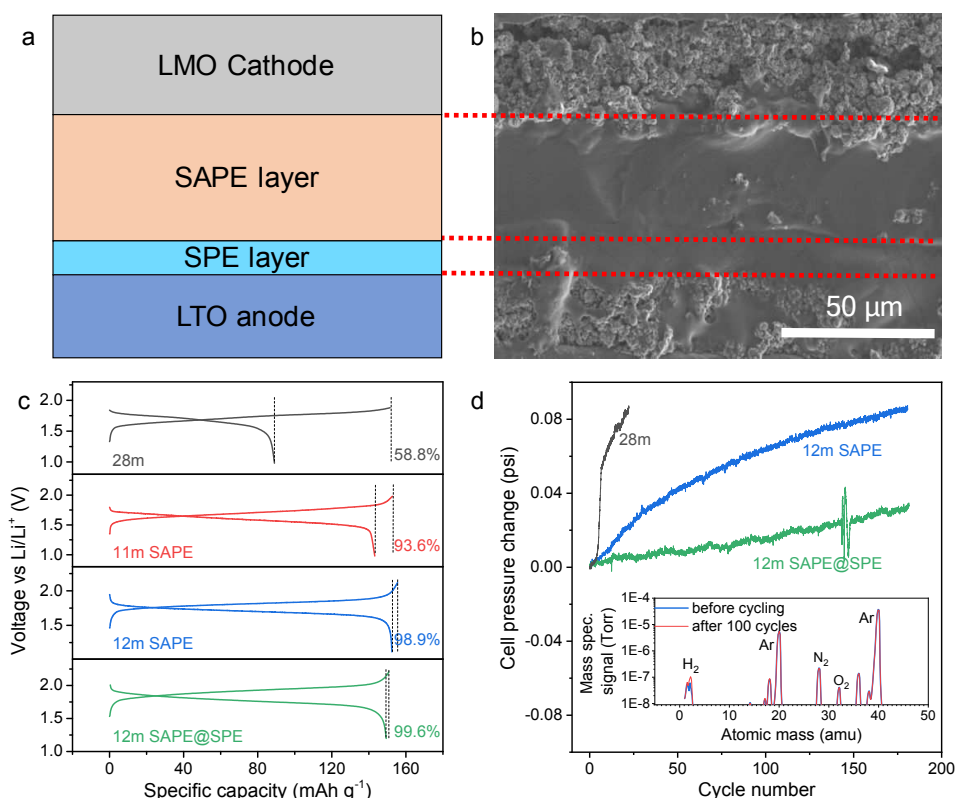 a
LMO Cathode
SAPE layer
SPE layer
LTO anode
b
50 µm
c
Voltage vs Li/Li⁺ (V)
2.0
1.5
1.0
28m
58.8%
2.0
1.5
1.0
11m SAPE
93.6%
2.0
1.5
12m SAPE
98.9%
2.0
1.5
1.0
12m SAPE@SPE
99.6%
0
40
80
120
160
Specific capacity (mAh g⁻¹)
d
Cell pressure change (psi)
0.08
0.04
0.00
-0.04
-0.08
28m
12m SAPE
12m SAPE@SPE
Mass spec.
signal (Torr)
1E-4
1E-5
1E-6
1E-7
1E-8
before cycling
after 100 cycles
H₂
Ar
N₂
O₂
Ar
0
10
20
30
40
50
Atomic mass (amu)
0
50
100
150
200
Cycle number